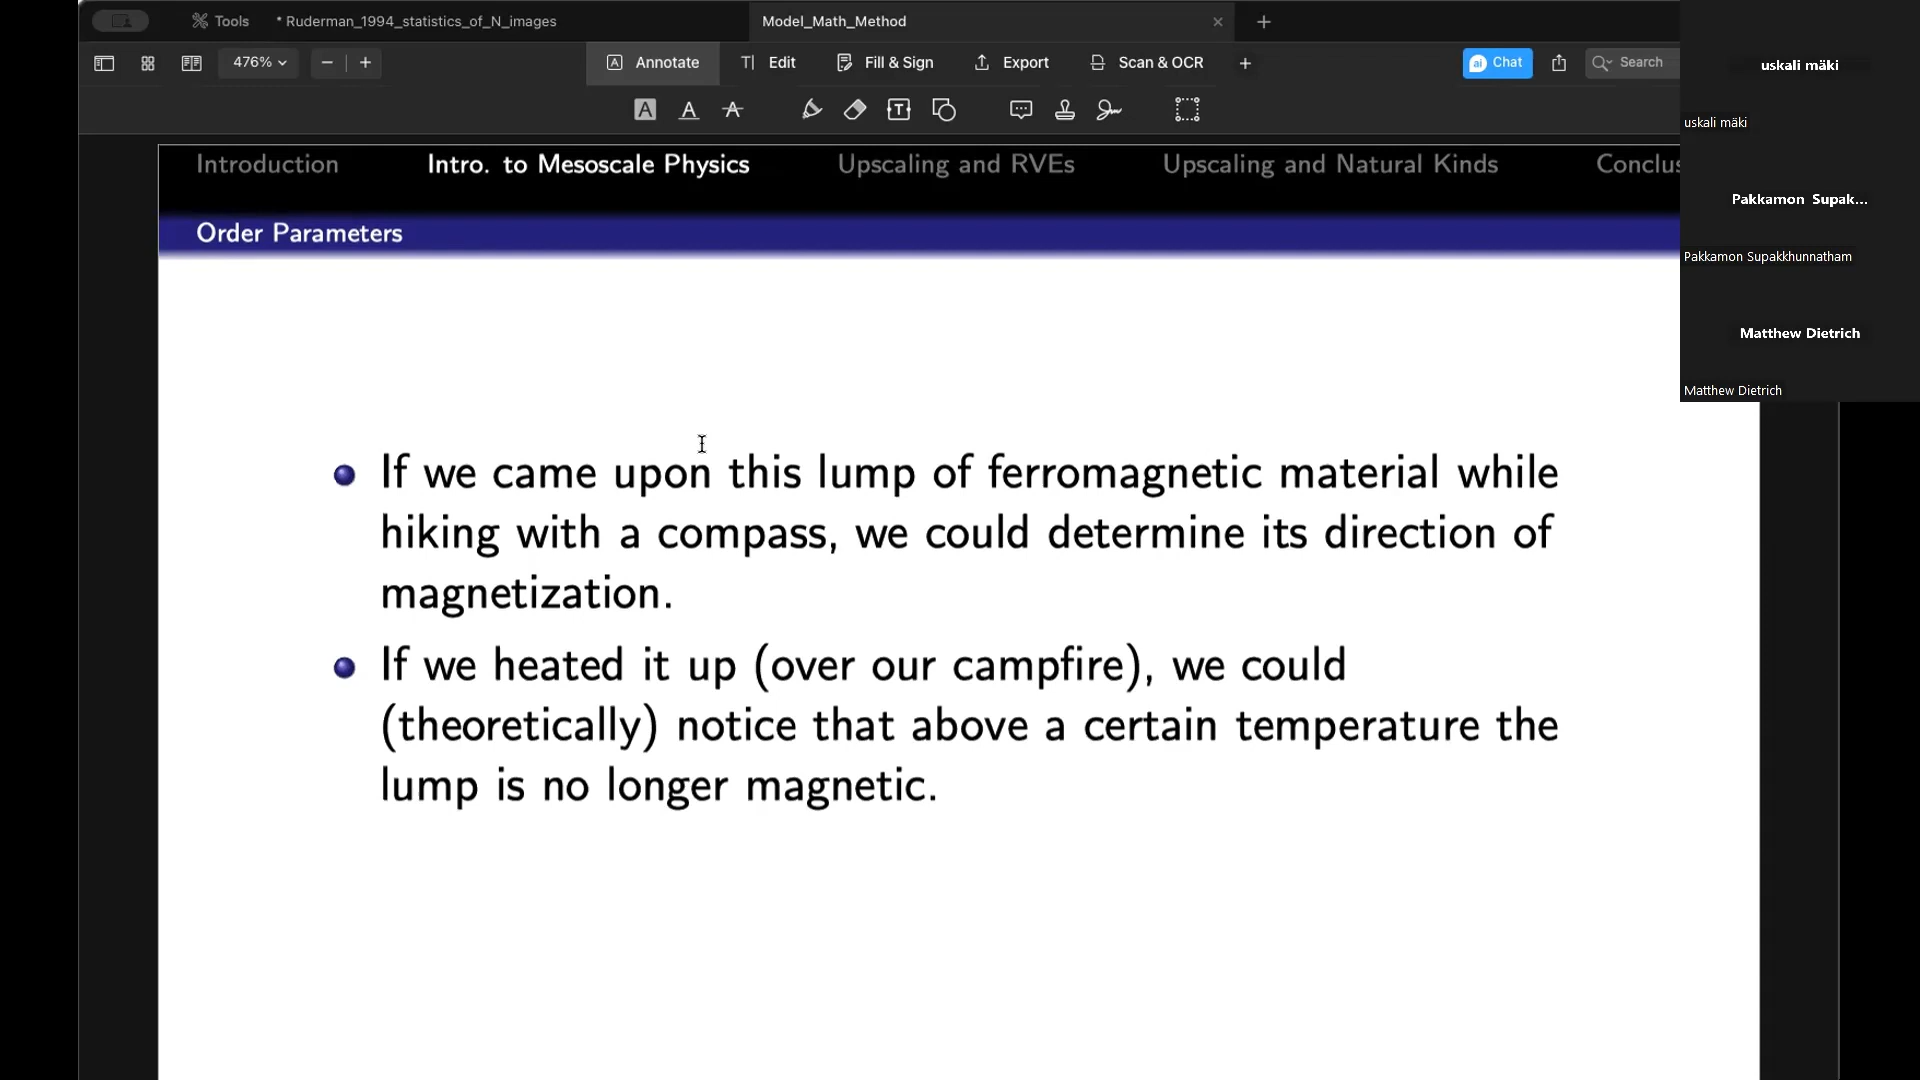 Tools
* Ruderman_1994_statistics_of_N_images
Model_Math_Method
476%
Annotate
Edit
Fill & Sign
Export
Scan & OCR
Chat
Search
Introduction
Intro. to Mesoscale Physics
Upscaling and RVEs
Upscaling and Natural Kinds
Conclus
Order Parameters
If we came upon this lump of ferromagnetic material while
hiking with a compass, we could determine its direction of
magnetization.
If we heated it up (over our campfire), we could
(theoretically) notice that above a certain temperature the
lump is no longer magnetic.
uskali mäki
uskali mäki
Pakkamon Supak...
Pakkamon Supakkhunnatham
Matthew Dietrich
Matthew Dietrich